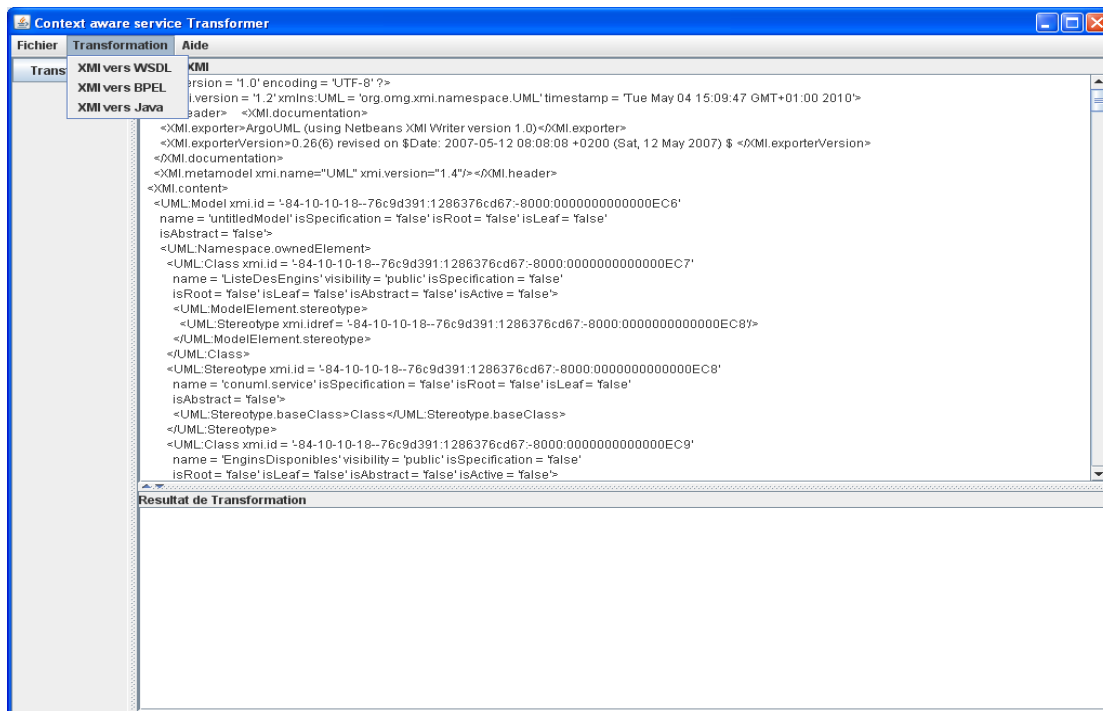 Context aware service Transformer
Fichier Transformation Aide
Trans
XMI vers WSDL
XMI vers BPEL
XMI vers Java
XMI
ersion = '1.0' encoding = 'UTF-8' ?>
mi.version = '1.2' xmlns:UML = 'org.omg.xmi.namespace.UML' timestamp = 'Tue May 04 15:09:47 GMT+01:00 2010'>
eader> <XMI.documentation>
<XMI.exporter>ArgoUML (using Netbeans XMI Writer version 1.0)</XMI.exporter>
<XMI.exporterVersion>0.26(6) revised on $Date: 2007-05-12 08:08:08 +0200 (Sat, 12 May 2007) $ </XMI.exporterVersion>
</XMI.documentation>
<XMI.metamodel xmi.name="UML" xmi.version="1.4"/></XMI.header>
<XMI.content>
<UML:Model xmi.id = '-84-10-10-18--76c9d391:1286376cd67:-8000:0000000000000EC6'
name = 'untitledModel' isSpecification = 'false' isRoot = 'false' isLeaf = 'false'
isAbstract = 'false'>
<UML:Namespace.ownedElement>
<UML:Class xmi.id = '-84-10-10-18--76c9d391:1286376cd67:-8000:0000000000000EC7'
name = 'ListeDesEngins' visibility = 'public' isSpecification = 'false'
isRoot = 'false' isLeaf = 'false' isAbstract = 'false' isActive = 'false'>
<UML:ModelElement.stereotype>
<UML:Stereotype xmi.idref = '-84-10-10-18--76c9d391:1286376cd67:-8000:0000000000000EC8'/>
</UML:ModelElement.stereotype>
</UML:Class>
<UML:Stereotype xmi.id = '-84-10-10-18--76c9d391:1286376cd67:-8000:0000000000000EC8'
name = 'conuml.service' isSpecification = 'false' isRoot = 'false' isLeaf = 'false'
isAbstract = 'false'>
<UML:Stereotype.baseClass>Class</UML:Stereotype.baseClass>
</UML:Stereotype>
<UML:Class xmi.id = '-84-10-10-18--76c9d391:1286376cd67:-8000:0000000000000EC9'
name = 'EnginsDisponibles' visibility = 'public' isSpecification = 'false'
isRoot = 'false' isLeaf = 'false' isAbstract = 'false' isActive = 'false'>
Resultat de Transformation